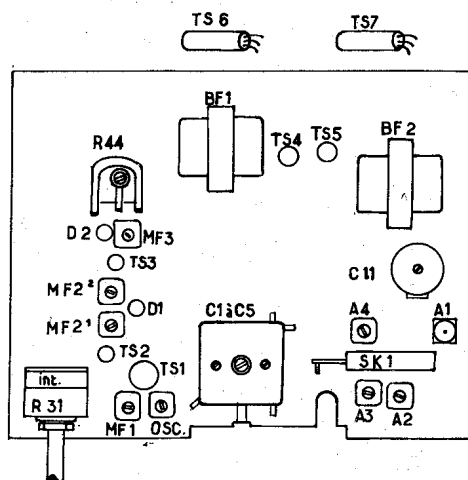 TS6
TS7
BF1
TS4
TS5
BF2
R44
D2
MF3
TS3
MF2²
D1
MF2¹
C11
C1àC5
A4
A1
TS2
TS1
SK1
int.
R31
MF1
OSC.
A3
A2